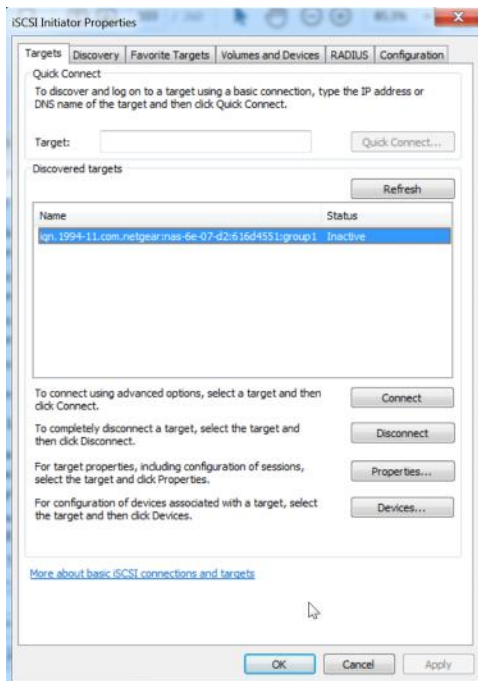 iSCSI Initiator Properties
Targets Discovery Favorite Targets Volumes and Devices RADIUS Configuration
Quick Connect
To discover and log on to a target using a basic connection, type the IP address or
DNS name of the target and then click Quick Connect.
Target:
Quick Connect...
Discovered targets
Refresh
Name Status
iqn.1994-11.com.netgear:nas-6e-07-d2:616d4551:group1 Inactive
To connect using advanced options, select a target and then
click Connect.
Connect
To completely disconnect a target, select the target and
then click Disconnect.
Disconnect
For target properties, including configuration of sessions,
select the target and click Properties.
Properties...
For configuration of devices associated with a target, select
the target and then click Devices.
Devices...
More about basic iSCSI connections and targets
OK Cancel Apply